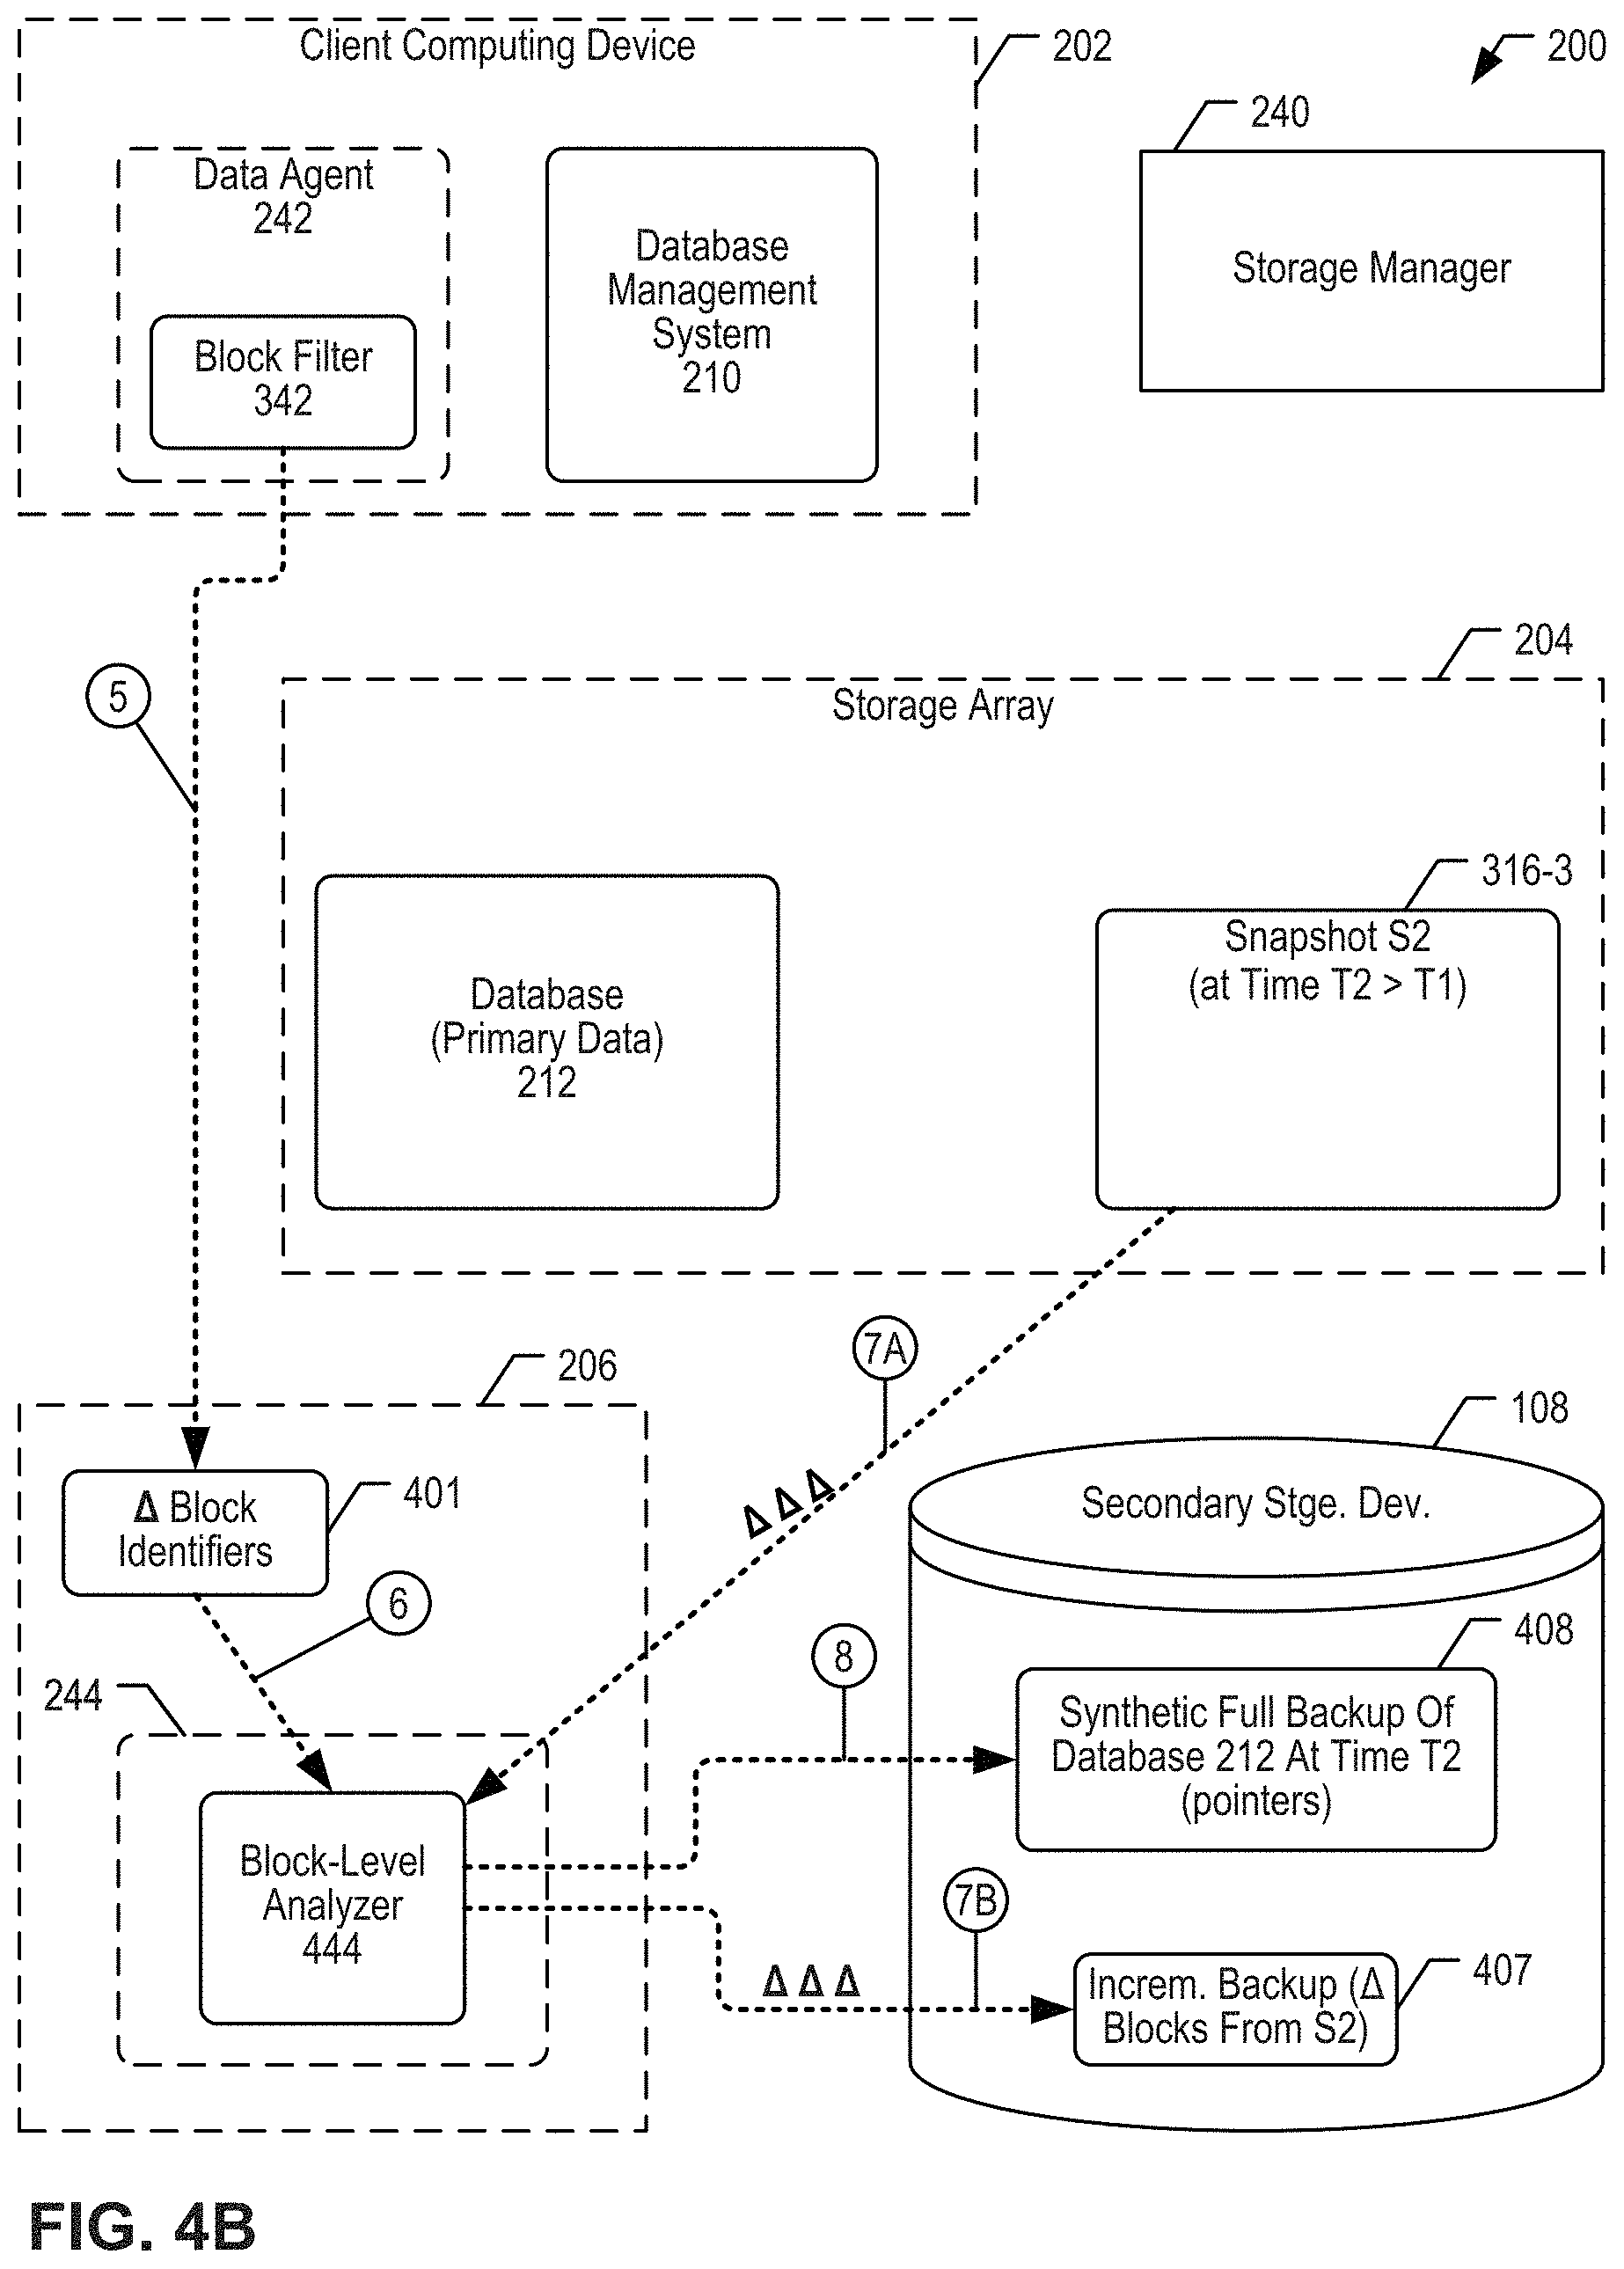 Client Computing Device
202
200
240
Data Agent
242
Block Filter
342
Database
Management
System
210
Storage Manager
204
5
Storage Array
316-3
Database
(Primary Data)
212
Snapshot S2
(at Time T2 > T1)
7A
206
108
Δ Block
Identifiers
401
Δ Δ Δ
Secondary Stge. Dev.
6
8
408
244
Synthetic Full Backup Of
Database 212 At Time T2
(pointers)
Block-Level
Analyzer
444
7B
Δ Δ Δ
Increm. Backup (Δ
Blocks From S2)
407
FIG. 4B